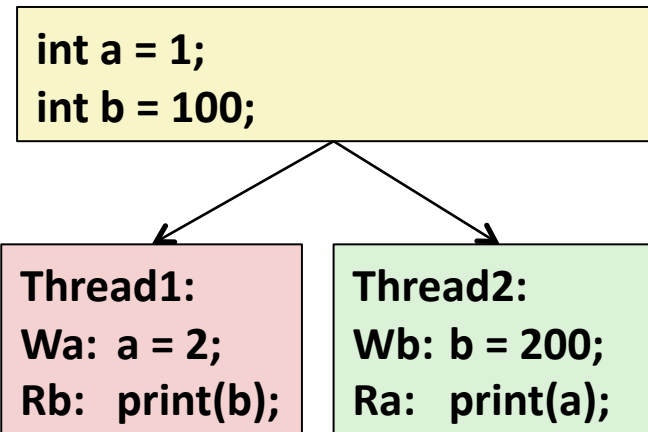 int a = 1;
int b = 100;
Thread1:
Wa: a = 2;
Rb: print(b);
Thread2:
Wb: b = 200;
Ra: print(a);